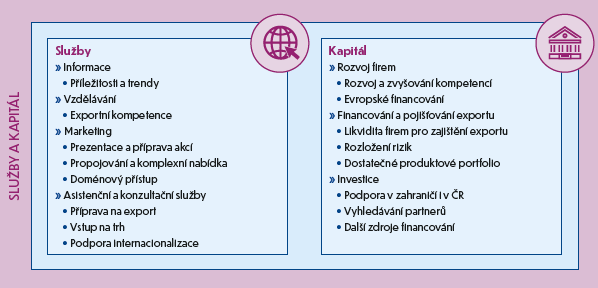 SLUŽBY A KAPITÁL
Služby
» Informace
• Příležitosti a trendy
» Vzdělávání
• Exportní kompetence
» Marketing
• Prezentace a příprava akcí
• Propojování a komplexní nabídka
• Doménový přístup
» Asistenční a konzultační služby
• Příprava na export
• Vstup na trh
• Podpora internacionalizace
Kapitál
» Rozvoj firem
• Rozvoj a zvyšování kompetencí
• Evropské financování
» Financování a pojišťování exportu
• Likvidita firem pro zajištění exportu
• Rozložení rizik
• Dostatečné produktové portfolio
» Investice
• Podpora v zahraničí i v ČR
• Vyhledávání partnerů
• Další zdroje financování